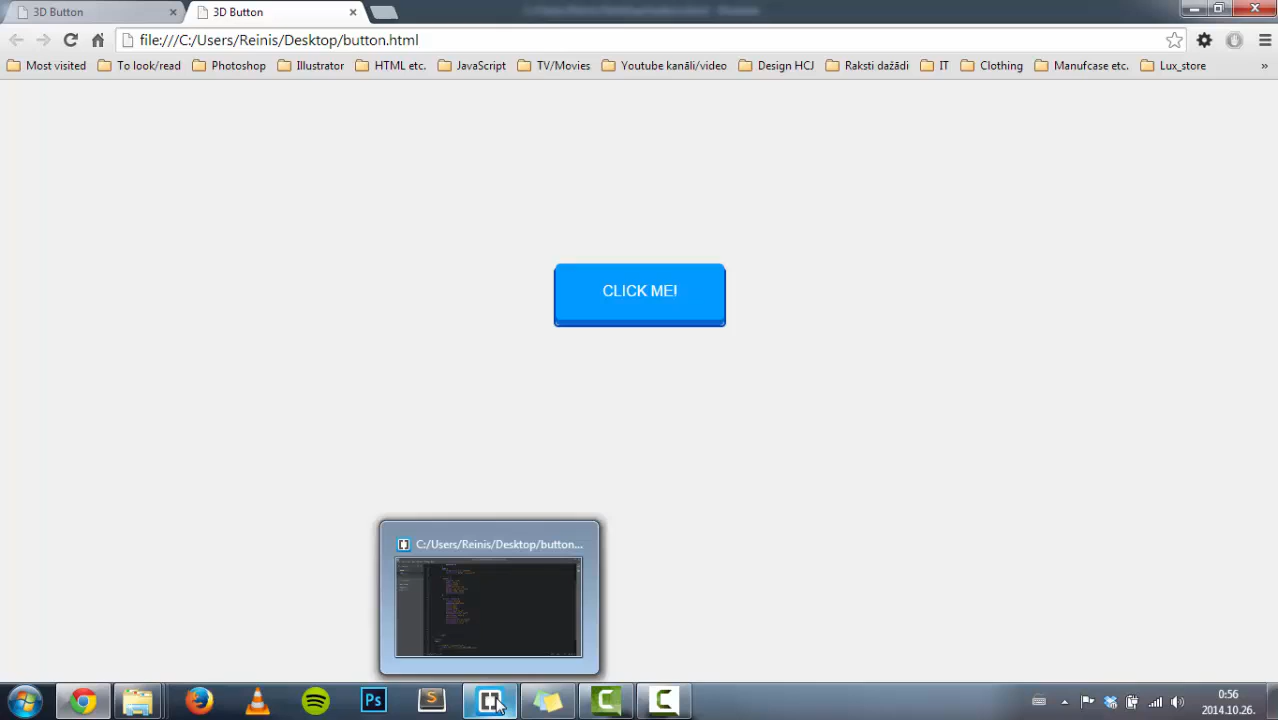 3D Button
3D Button
file:///C:/Users/Reinis/Desktop/button.html
Most visited To look/read Photoshop Illustrator HTML etc. JavaScript TV/Movies Youtube kanāli/video Design HCJ Raksti dažādi IT Clothing Manufcase etc. Lux_store »
CLICK ME!
C:/Users/Reinis/Desktop/button...
Ps
S
0:56
2014.10.26.